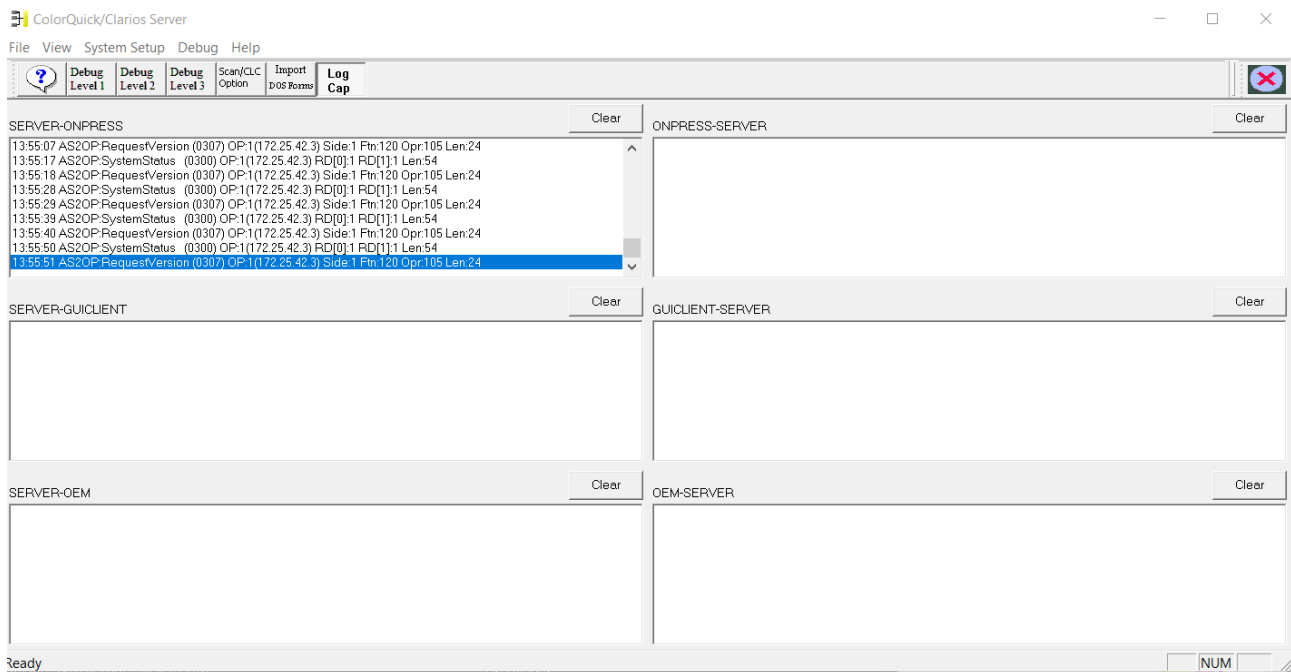 ColorQuick/Clarios Server
File View System Setup Debug Help
? Debug Level 1 Debug Level 2 Debug Level 3 Scan/CLC Option Import DOS Forms Log Cap
SERVER-ONPRESS Clear
13:55:07 AS2OP:RequestVersion (0307) OP:1(172.25.42.3) Side:1 Ftn:120 Opr:105 Len:24
13:55:17 AS2OP:SystemStatus (0300) OP:1(172.25.42.3) RD[0]:1 RD[1]:1 Len:54
13:55:18 AS2OP:RequestVersion (0307) OP:1(172.25.42.3) Side:1 Ftn:120 Opr:105 Len:24
13:55:28 AS2OP:SystemStatus (0300) OP:1(172.25.42.3) RD[0]:1 RD[1]:1 Len:54
13:55:29 AS2OP:RequestVersion (0307) OP:1(172.25.42.3) Side:1 Ftn:120 Opr:105 Len:24
13:55:39 AS2OP:SystemStatus (0300) OP:1(172.25.42.3) RD[0]:1 RD[1]:1 Len:54
13:55:40 AS2OP:RequestVersion (0307) OP:1(172.25.42.3) Side:1 Ftn:120 Opr:105 Len:24
13:55:50 AS2OP:SystemStatus (0300) OP:1(172.25.42.3) RD[0]:1 RD[1]:1 Len:54
13:55:51 AS2OP:RequestVersion (0307) OP:1(172.25.42.3) Side:1 Ftn:120 Opr:105 Len:24
ONPRESS-SERVER Clear
SERVER-GUICLIENT Clear
GUICLIENT-SERVER Clear
SERVER-OEM Clear
OEM-SERVER Clear
Ready
NUM